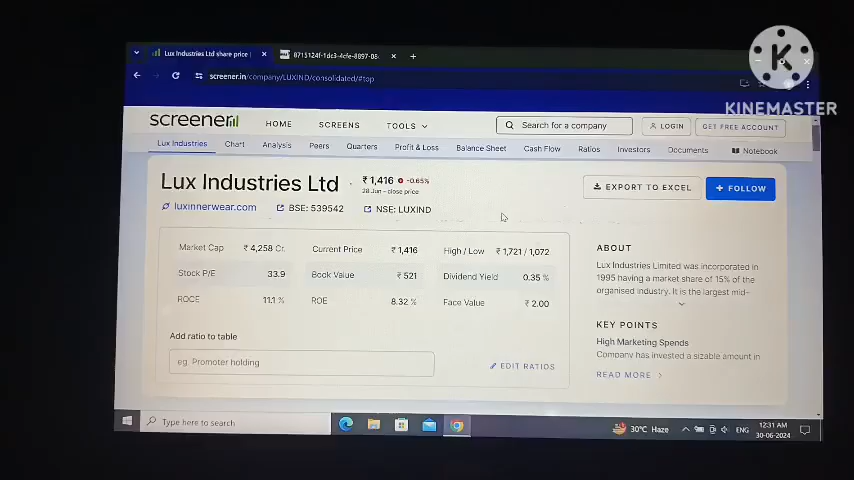 Lux Industries Ltd share price |
8715124f-1dc3-4cfe-8897-08
screener.in/company/LUXIND/consolidated/#top
K
KINEMASTER
screener
HOME
SCREENS
TOOLS
Search for a company
LOGIN
GET FREE ACCOUNT
Lux Industries
Chart
Analysis
Peers
Quarters
Profit & Loss
Balance Sheet
Cash Flow
Ratios
Investors
Documents
Notebook
Lux Industries Ltd
₹ 1,416 -0.65%
28 Jun - close price
EXPORT TO EXCEL
+ FOLLOW
luxinnerwear.com
BSE: 539542
NSE: LUXIND
Market Cap ₹ 4,258 Cr.
Current Price ₹ 1,416
High / Low ₹ 1,721 / 1,072
Stock P/E 33.9
Book Value ₹ 521
Dividend Yield 0.35 %
ROCE 11.1 %
ROE 8.32 %
Face Value ₹ 2.00
Add ratio to table
eg. Promoter holding
EDIT RATIOS
ABOUT
Lux Industries Limited was incorporated in
1995 having a market share of 15% of the
organised industry. It is the largest mid-
KEY POINTS
High Marketing Spends
Company has invested a sizable amount in
READ MORE
Type here to search
30°C Haze
ENG
12:31 AM
30-06-2024